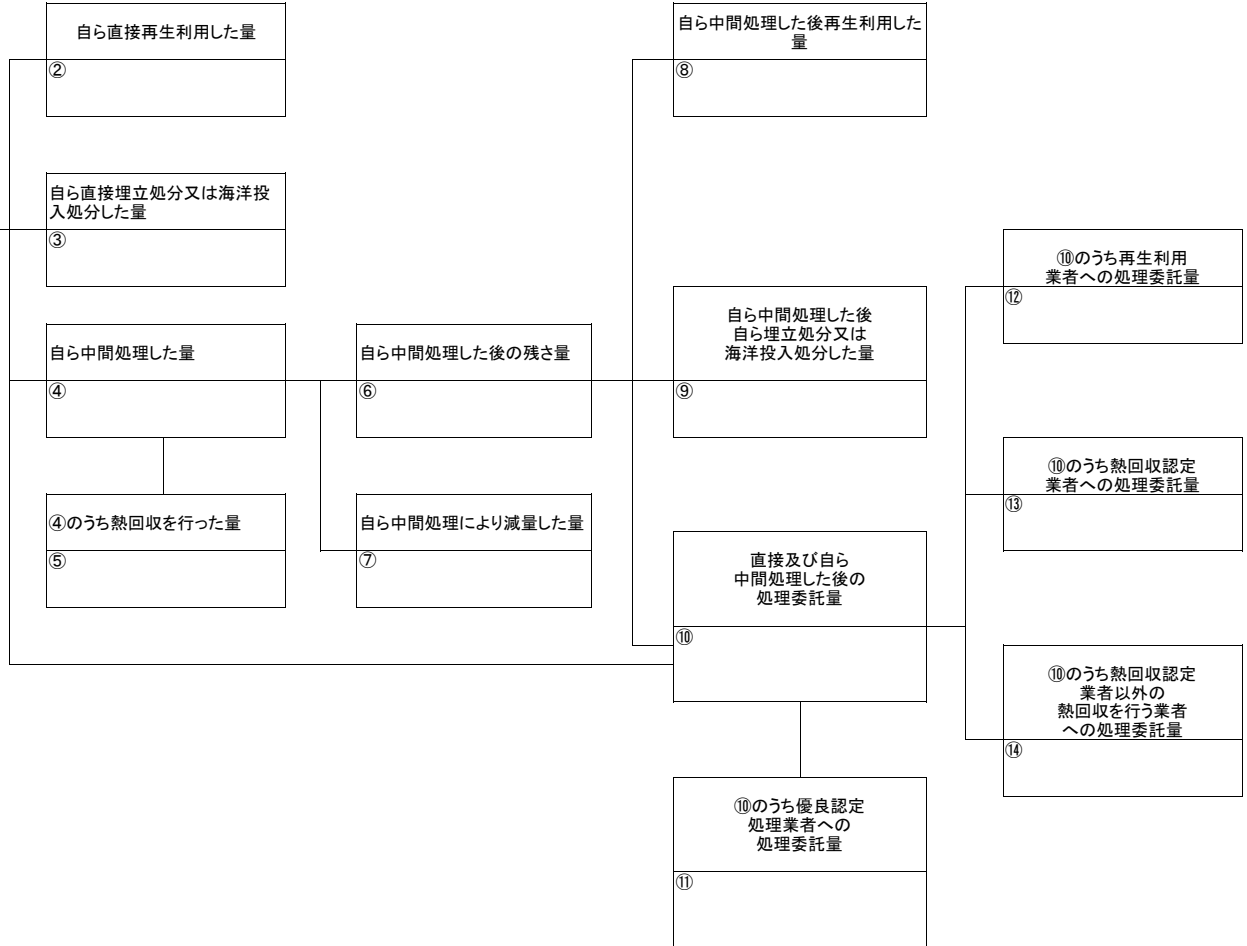 自ら直接再生利用した量
②
自ら直接埋立処分又は海洋投
入処分した量
③
自ら中間処理した量
④
④のうち熱回収を行った量
⑤
自ら中間処理した後の残さ量
⑥
自ら中間処理により減量した量
⑦
自ら中間処理した後再生利用した
量
⑧
自ら中間処理した後
自ら埋立処分又は
海洋投入処分した量
⑨
直接及び自ら
中間処理した後の
処理委託量
⑩
⑩のうち優良認定
処理業者への
処理委託量
⑪
⑩のうち再生利用
業者への処理委託量
⑫
⑩のうち熱回収認定
業者への処理委託量
⑬
⑩のうち熱回収認定
業者以外の
熱回収を行う業者
への処理委託量
⑭